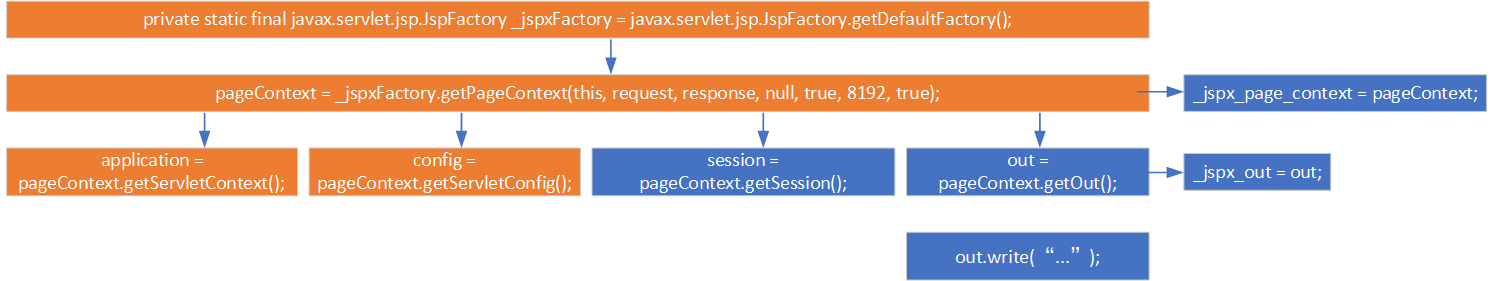 private static final javax.servlet.jsp.JspFactory _jspxFactory = javax.servlet.jsp.JspFactory.getDefaultFactory();
pageContext = _jspxFactory.getPageContext(this, request, response, null, true, 8192, true);
_jspx_page_context = pageContext;
application =
pageContext.getServletContext();
config =
pageContext.getServletConfig();
session =
pageContext.getSession();
out =
pageContext.getOut();
_jspx_out = out;
out.write(“...”);